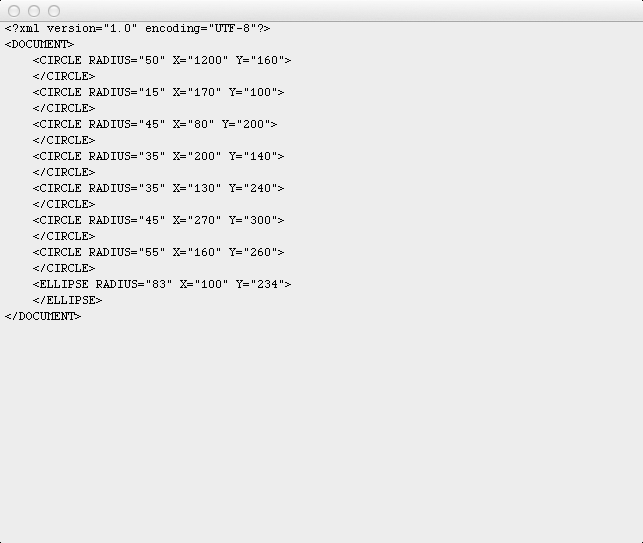 <?xml version="1.0" encoding="UTF-8"?>
<DOCUMENT>
    <CIRCLE RADIUS="50" X="1200" Y="160">
    </CIRCLE>
    <CIRCLE RADIUS="15" X="170" Y="100">
    </CIRCLE>
    <CIRCLE RADIUS="45" X="80" Y="200">
    </CIRCLE>
    <CIRCLE RADIUS="35" X="200" Y="140">
    </CIRCLE>
    <CIRCLE RADIUS="35" X="130" Y="240">
    </CIRCLE>
    <CIRCLE RADIUS="45" X="270" Y="300">
    </CIRCLE>
    <CIRCLE RADIUS="55" X="160" Y="260">
    </CIRCLE>
    <ELLIPSE RADIUS="83" X="100" Y="234">
    </ELLIPSE>
</DOCUMENT>